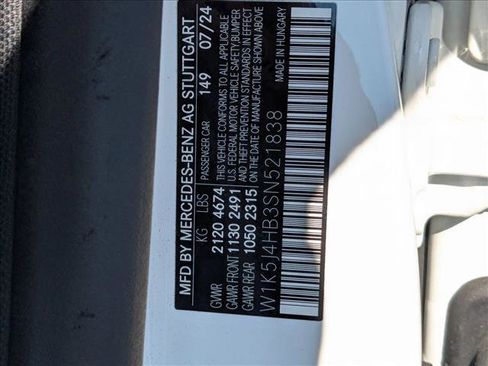 MFD BY MERCEDES-BENZ AG STUTTGART
KG LBS PASSENGER CAR 149 07/24
GVWR 2120 4674 THIS VEHICLE CONFORMS TO ALL APPLICABLE
GAWR FRONT 1130 2491 U.S. FEDERAL MOTOR VEHICLE SAFETY, BUMPER
GAWR REAR 1050 2315 AND THEFT PREVENTION STANDARDS IN EFFECT
ON THE DATE OF MANUFACTURE SHOWN ABOVE
W1K5J4HB3SN521838 MADE IN HUNGARY